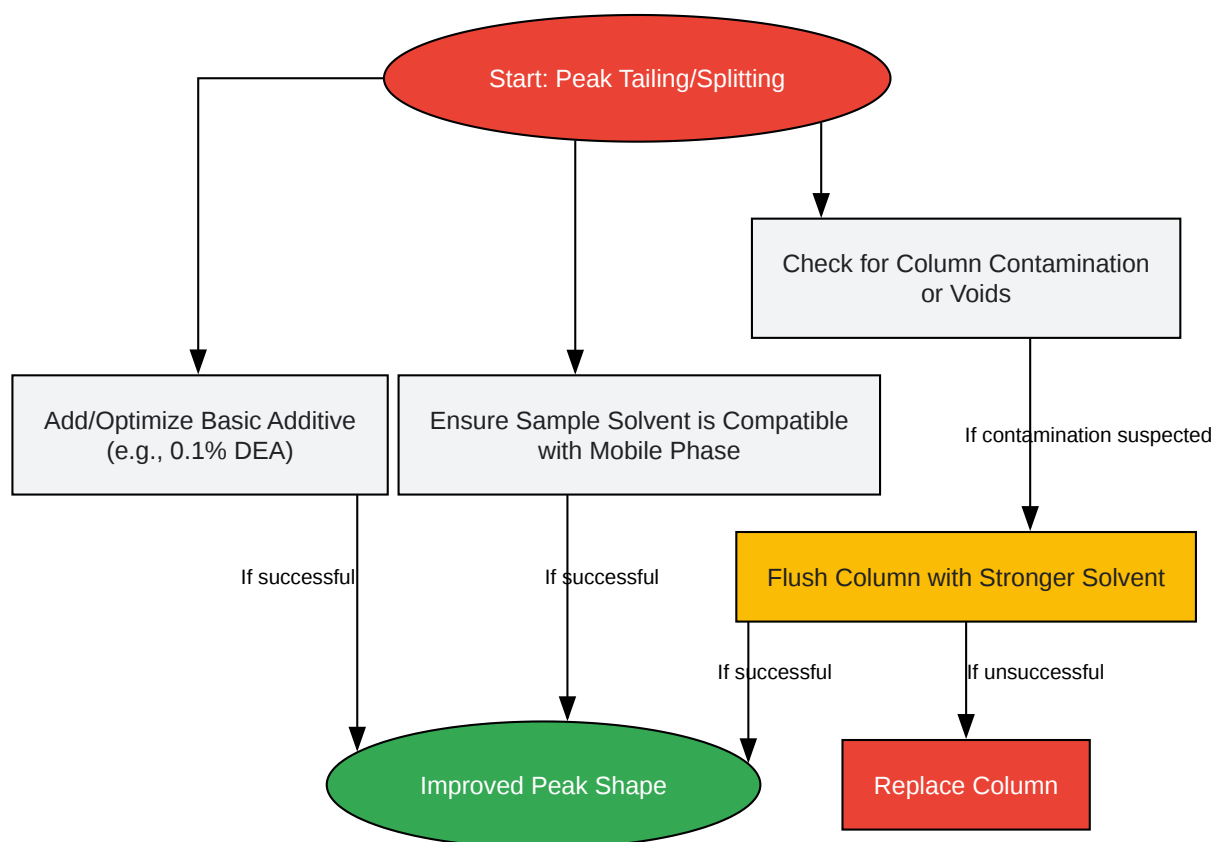 Start: Peak Tailing/Splitting
Check for Column Contamination
or Voids
Add/Optimize Basic Additive
(e.g., 0.1% DEA)
Ensure Sample Solvent is Compatible
with Mobile Phase
If contamination suspected
If successful
If successful
Flush Column with Stronger Solvent
If successful
If unsuccessful
Improved Peak Shape
Replace Column